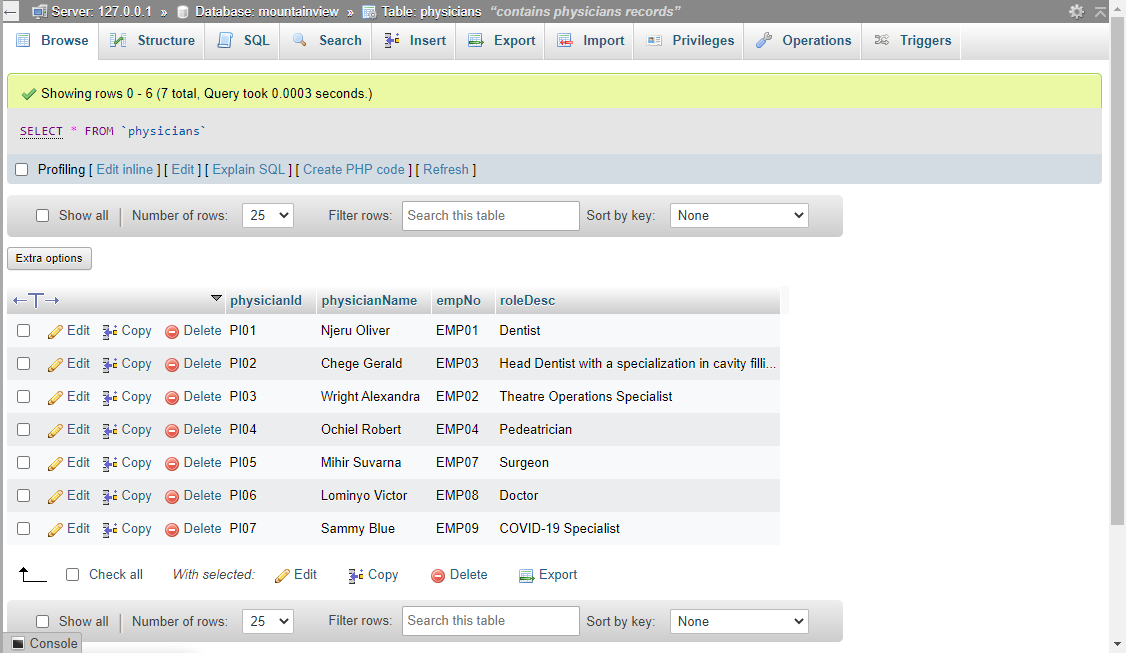 Server: 127.0.0.1 » Database: mountainview » Table: physicians “contains physicians records”
Browse Structure SQL Search Insert Export Import Privileges Operations Triggers
Showing rows 0 - 6 (7 total, Query took 0.0003 seconds.)
SELECT * FROM `physicians`
Profiling [ Edit inline ] [ Edit ] [ Explain SQL ] [ Create PHP code ] [ Refresh ]
Show all Number of rows: 25 Filter rows: Search this table Sort by key: None
Extra options
physicianId physicianName empNo roleDesc
Edit Copy Delete PI01 Njeru Oliver EMP01 Dentist
Edit Copy Delete PI02 Chege Gerald EMP03 Head Dentist with a specialization in cavity filli...
Edit Copy Delete PI03 Wright Alexandra EMP02 Theatre Operations Specialist
Edit Copy Delete PI04 Ochiel Robert EMP04 Pedeatrician
Edit Copy Delete PI05 Mihir Suvarna EMP07 Surgeon
Edit Copy Delete PI06 Lominyo Victor EMP08 Doctor
Edit Copy Delete PI07 Sammy Blue EMP09 COVID-19 Specialist
Check all With selected: Edit Copy Delete Export
Show all Number of rows: 25 Filter rows: Search this table Sort by key: None
Console